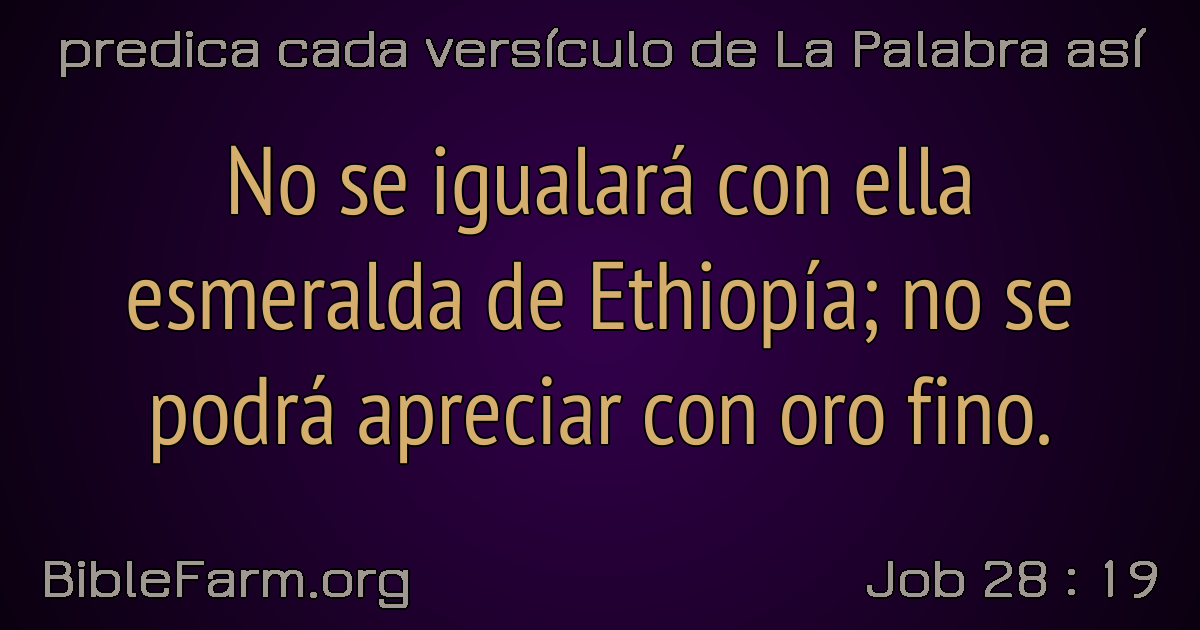 predica cada versículo de La Palabra así
No se igualará con ella
esmeralda de Ethiopía; no se
podrá apreciar con oro fino.
BibleFarm.org
Job 28 : 19